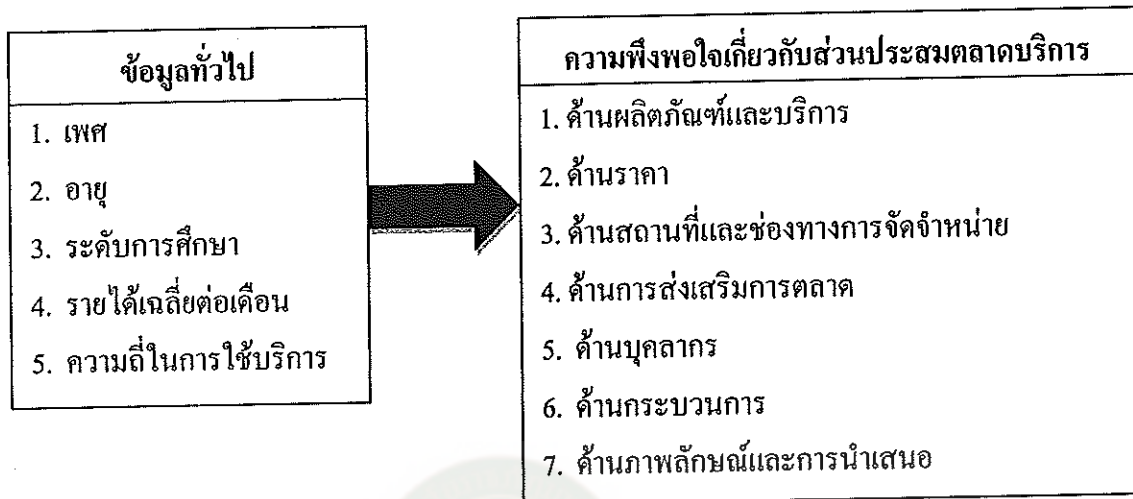 ข้อมูลทั่วไป
1. เพศ
2. อายุ
3. ระดับการศึกษา
4. รายได้เฉลี่ยต่อเดือน
5. ความถี่ในการใช้บริการ
ความพึงพอใจเกี่ยวกับส่วนประสมตลาดบริการ
1. ด้านผลิตภัณฑ์และบริการ
2. ด้านราคา
3. ด้านสถานที่และช่องทางการจัดจำหน่าย
4. ด้านการส่งเสริมการตลาด
5. ด้านบุคลากร
6. ด้านกระบวนการ
7. ด้านภาพลักษณ์และการนำเสนอ